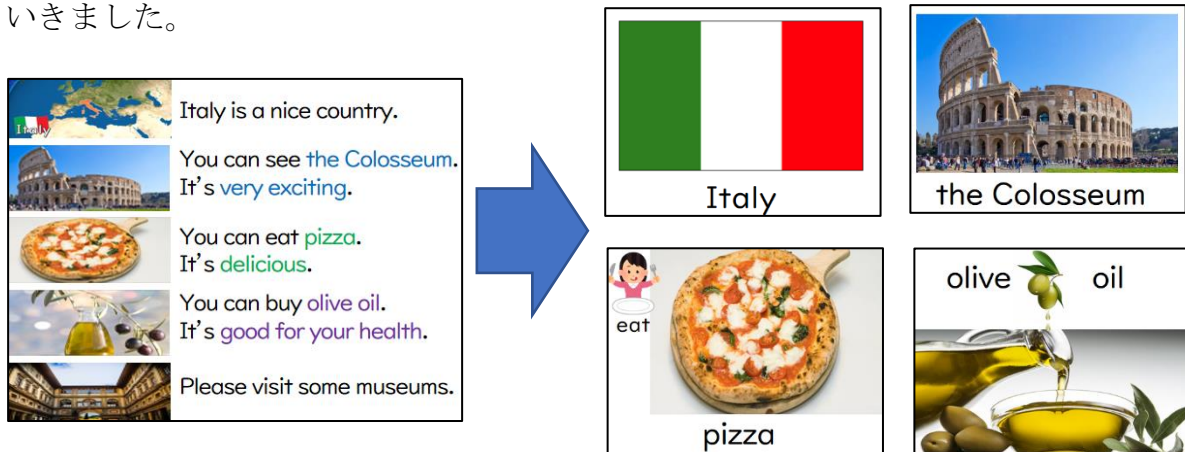 いきました。
Italy
Italy is a nice country.
You can see the Colosseum.
It's very exciting.
You can eat pizza.
It's delicious.
You can buy olive oil.
It's good for your health.
Please visit some museums.
Italy
the Colosseum
eat
pizza
olive oil